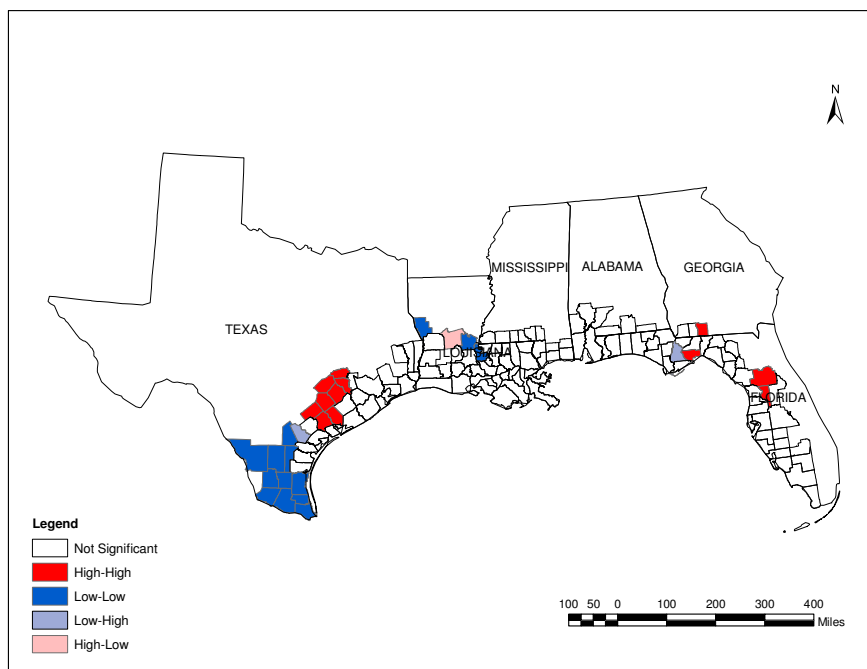 N
MISSISSIPPI
ALABAMA
GEORGIA
TEXAS
LOUISIANA
FLORIDA
Legend
Not Significant
High-High
Low-Low
Low-High
High-Low
100 50 0 100 200 300 400
Miles